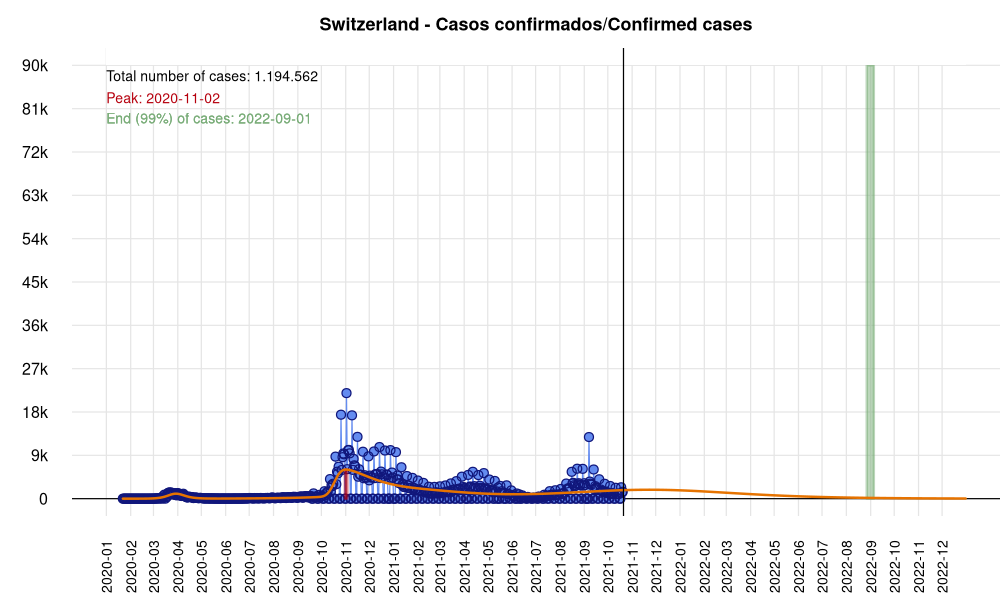 Switzerland - Casos confirmados/Confirmed cases
90k
Total number of cases: 1.194.562
Peak: 2020-11-02
81k
End (99%) of cases: 2022-09-01
72k
63k
54k
45k
36k
27k
18k
9k
0
2020-01
2020-02
2020-03
2020-04
2020-05
2020-06
2020-07
2020-08
2020-09
2020-10
2020-11
2020-12
2021-01
2021-02
2021-03
2021-04
2021-05
2021-06
2021-07
2021-08
2021-09
2021-10
2021-11
2021-12
2022-01
2022-02
2022-03
2022-04
2022-05
2022-06
2022-07
2022-08
2022-09
2022-10
2022-11
2022-12